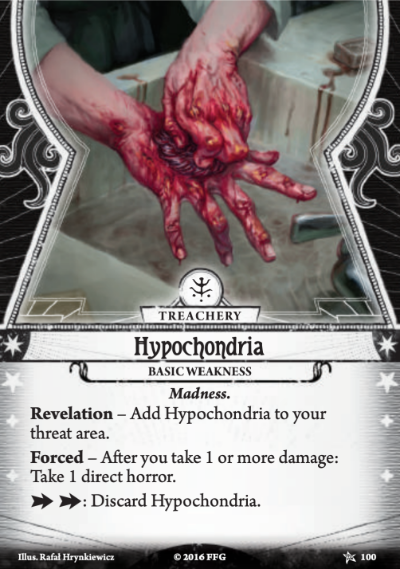 TREACHERY
Hypochondria
BASIC WEAKNESS
Madness.
Revelation – Add Hypochondria to your
threat area.
Forced – After you take 1 or more damage:
Take 1 direct horror.
: Discard Hypochondria.
Illus. Rafał Hrynkiewicz © 2016 FFG 100